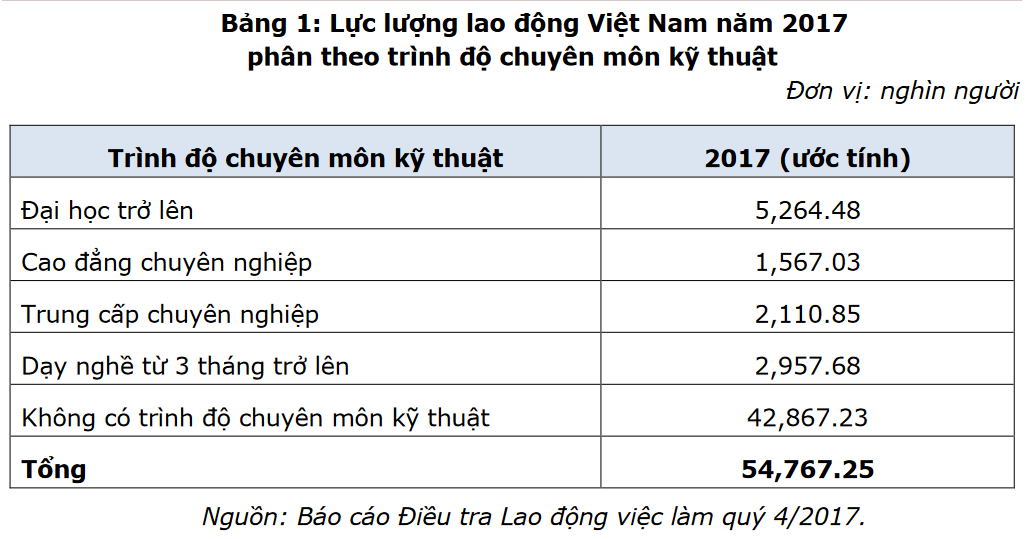 Bảng 1: Lực lượng lao động Việt Nam năm 2017
phân theo trình độ chuyên môn kỹ thuật
Đơn vị: nghìn người
Trình độ chuyên môn kỹ thuật 2017 (ước tính)
Đại học trở lên 5,264.48
Cao đẳng chuyên nghiệp 1,567.03
Trung cấp chuyên nghiệp 2,110.85
Dạy nghề từ 3 tháng trở lên 2,957.68
Không có trình độ chuyên môn kỹ thuật 42,867.23
Tổng 54,767.25
Nguồn: Báo cáo Điều tra Lao động việc làm quý 4/2017.